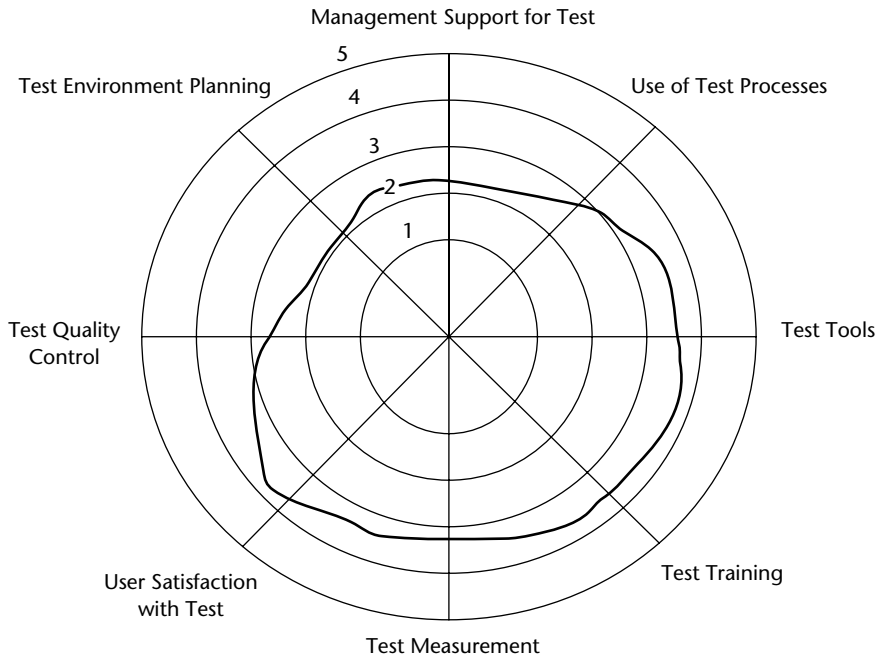 Management Support for Test
5
Test Environment Planning
Use of Test Processes
4
3
2
1
Test Quality
Control
Test Tools
User Satisfaction
with Test
Test Training
Test Measurement